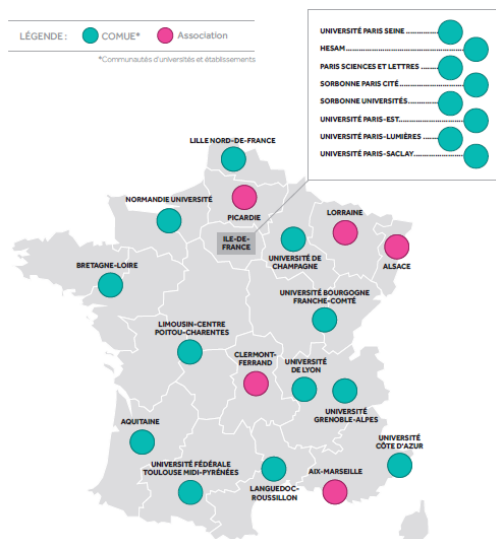 LÉGENDE : COMUE* Association
*Communautés d'universités et établissements
UNIVERSITÉ PARIS SEINE
HESAM
PARIS SCIENCES ET LETTRES
SORBONNE PARIS CITÉ
SORBONNE UNIVERSITÉS
UNIVERSITÉ PARIS-EST
UNIVERSITÉ PARIS-LUMIÈRES
UNIVERSITÉ PARIS-SACLAY
LILLE NORD-DE-FRANCE
NORMANDIE UNIVERSITÉ
PICARDIE
LORRAINE
ILE-DE-
FRANCE
UNIVERSITÉ DE
CHAMPAGNE
ALSACE
BRETAGNE-LOIRE
UNIVERSITÉ BOURGOGNE
FRANCHE-COMTÉ
LIMOUSIN-CENTRE
POITOU-CHARENTES
CLERMONT-
FERRAND
UNIVERSITÉ
DE LYON
UNIVERSITÉ
GRENOBLE-ALPES
AQUITAINE
UNIVERSITÉ
CÔTE D'AZUR
UNIVERSITÉ FÉDÉRALE
TOULOUSE MIDI-PYRÉNÉES
LANGUEDOC-
ROUSSILLON
AIX-MARSEILLE